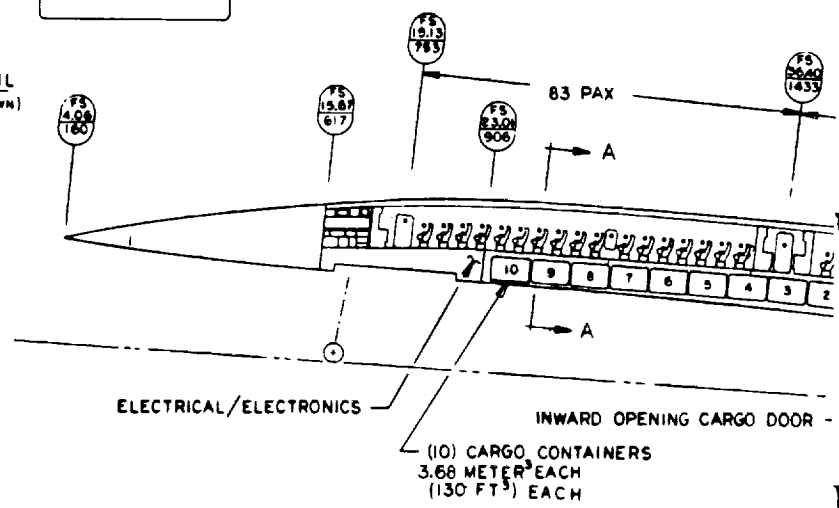 FS
19.13
753
FS
36.40
1433
83 PAX
FS
4.06
160
FS
15.67
617
FS
23.01
906
A
10 9 8 7 6 5 4 3 2
A
ELECTRICAL/ELECTRONICS
INWARD OPENING CARGO DOOR -
(10) CARGO CONTAINERS
3.68 METER³ EACH
(130 FT³) EACH